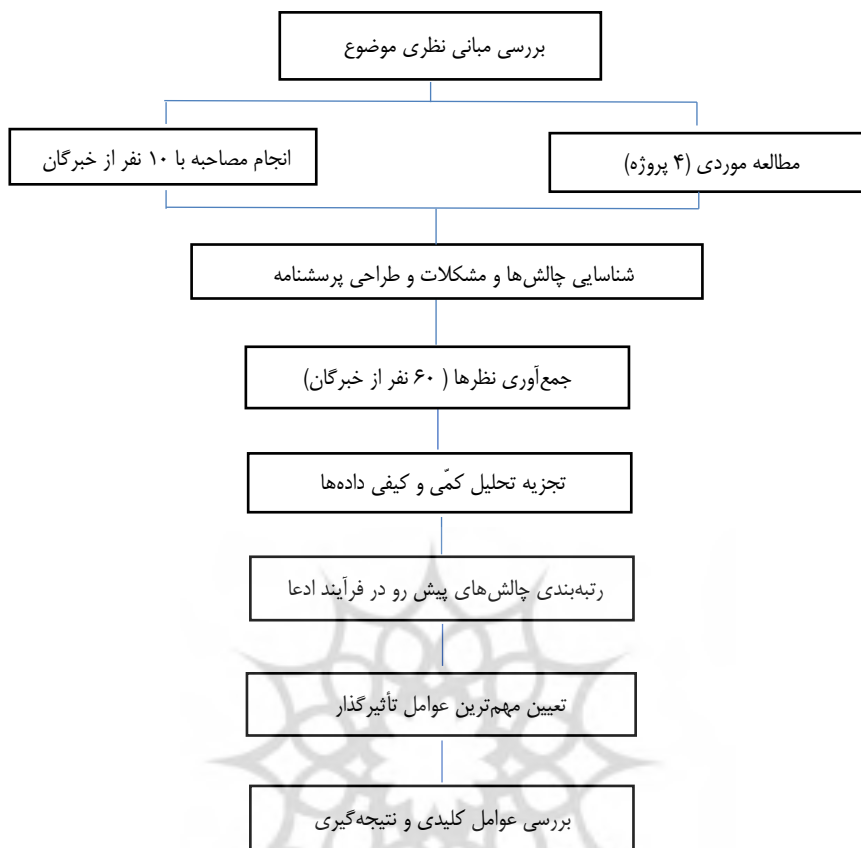 بررسی مبانی نظری موضوع
مطالعه موردی (۴ پروژه)
انجام مصاحبه با ۱۰ نفر از خبرگان
شناسایی چالش‌ها و مشکلات و طراحی پرسشنامه
جمع‌آوری نظرها ( ۶۰ نفر از خبرگان)
تجزیه تحلیل کمّی و کیفی داده‌ها
رتبه‌بندی چالش‌های پیش رو در فرآیند ادعا
تعیین مهم‌ترین عوامل تأثیرگذار
بررسی عوامل کلیدی و نتیجه‌گیری